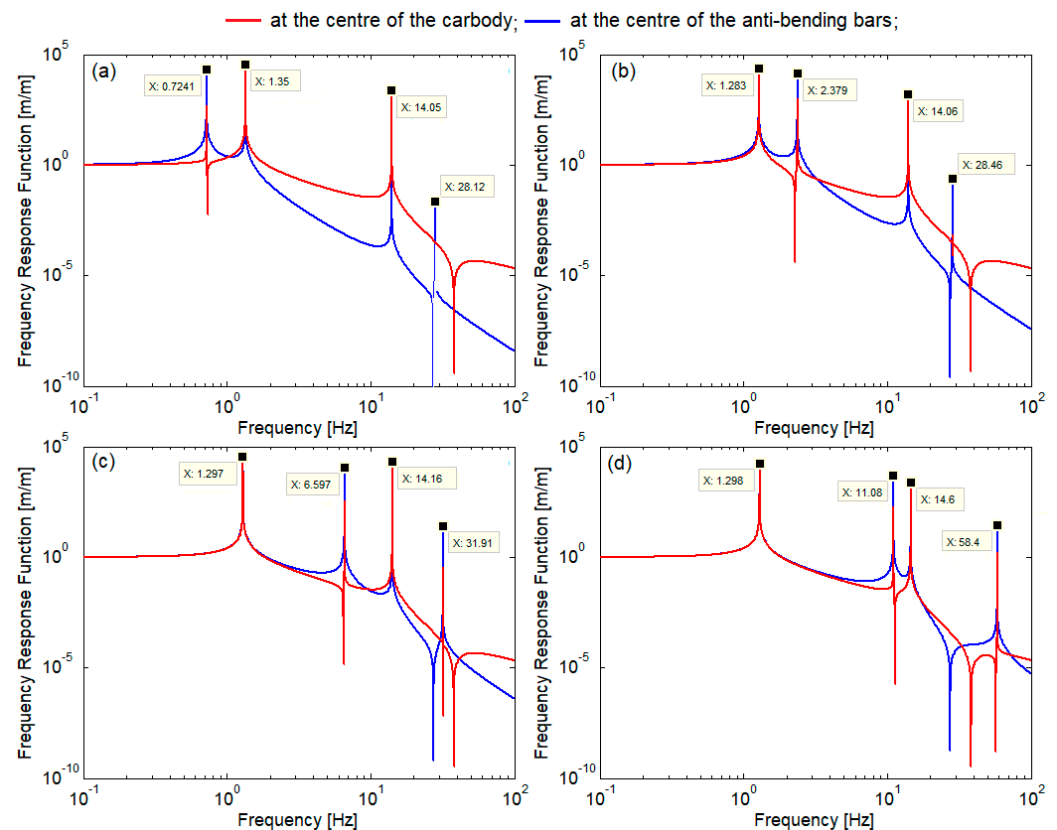 at the centre of the carbody; at the centre of the anti-bending bars;
(a)
Frequency Response Function [m/m]
10^5
10^0
10^-5
10^-10
X: 0.7241
X: 1.35
X: 14.05
X: 28.12
10^-1 10^0 10^1 10^2
Frequency [Hz]
(b)
Frequency Response Function [m/m]
10^5
10^0
10^-5
10^-10
X: 1.283
X: 2.379
X: 14.06
X: 28.46
10^-1 10^0 10^1 10^2
Frequency [Hz]
(c)
Frequency Response Function [m/m]
10^5
10^0
10^-5
10^-10
X: 1.297
X: 6.597
X: 14.16
X: 31.91
10^-1 10^0 10^1 10^2
Frequency [Hz]
(d)
Frequency Response Function [m/m]
10^5
10^0
10^-5
10^-10
X: 1.298
X: 11.08
X: 14.6
X: 58.4
10^-1 10^0 10^1 10^2
Frequency [Hz]